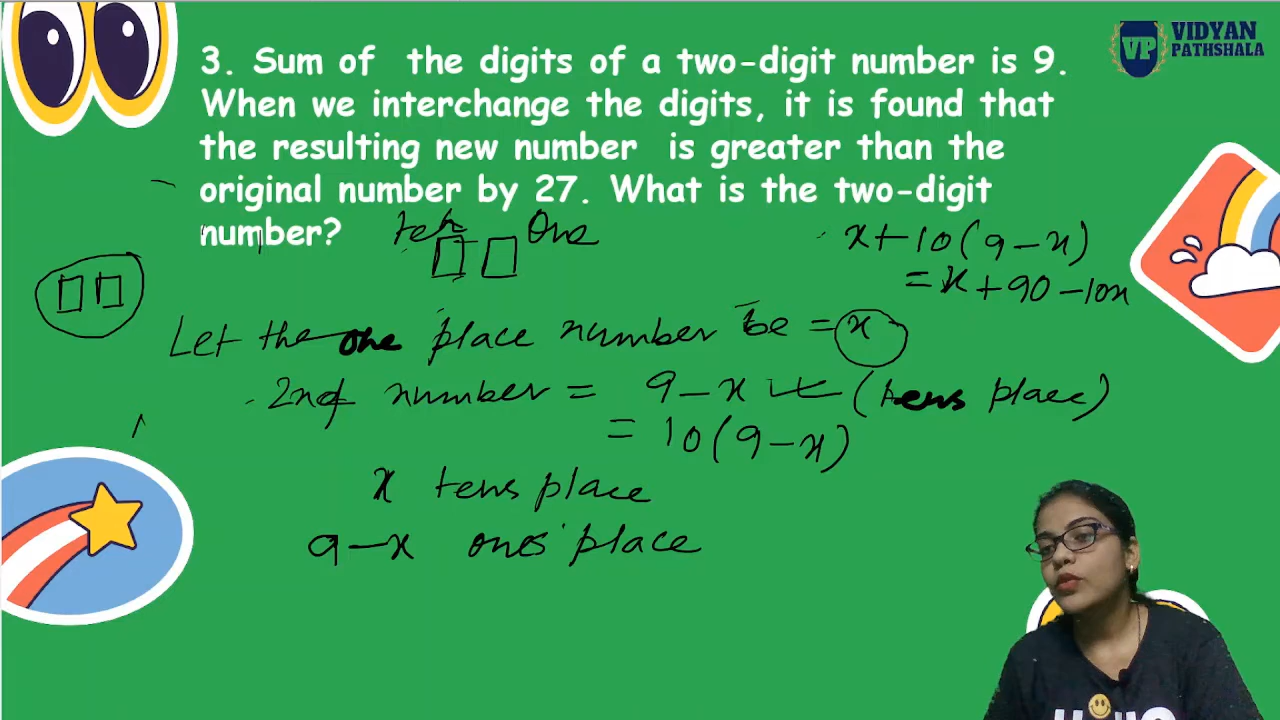 VIDYAN
PATHSHALA
VP
3. Sum of the digits of a two-digit number is 9.
When we interchange the digits, it is found that
the resulting new number is greater than the
original number by 27. What is the two-digit
number?
ten One
x+10(9-x)
= x+90-10x
Let the one place number be = x
2nd number = 9-x (tens place)
= 10(9-x)
x tens place
9-x ones place